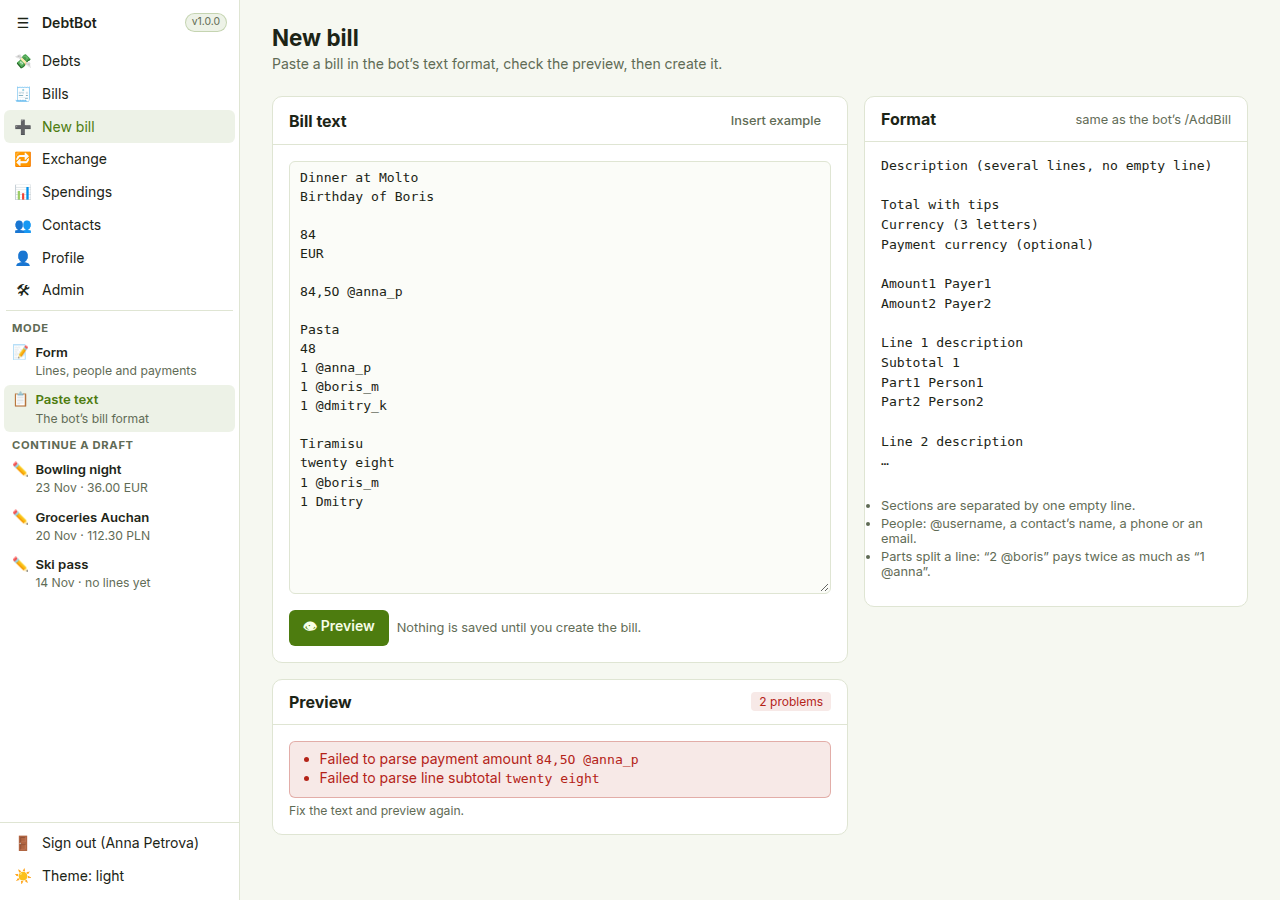 DebtBot
v1.0.0
Debts
Bills
New bill
Exchange
Spendings
Contacts
Profile
Admin
MODE
Form
Lines, people and payments
Paste text
The bot’s bill format
CONTINUE A DRAFT
Bowling night
23 Nov · 36.00 EUR
Groceries Auchan
20 Nov · 112.30 PLN
Ski pass
14 Nov · no lines yet
Sign out (Anna Petrova)
Theme: light
New bill
Paste a bill in the bot’s text format, check the preview, then create it.
Bill text
Insert example
Dinner at Molto
Birthday of Boris
84
EUR
84,5O @anna_p
Pasta
48
1 @anna_p
1 @boris_m
1 @dmitry_k
Tiramisu
twenty eight
1 @boris_m
1 Dmitry
Preview
Nothing is saved until you create the bill.
Preview
2 problems
Failed to parse payment amount 84,5O @anna_p
Failed to parse line subtotal twenty eight
Fix the text and preview again.
Format
same as the bot’s /AddBill
Description (several lines, no empty line)
Total with tips
Currency (3 letters)
Payment currency (optional)
Amount1 Payer1
Amount2 Payer2
Line 1 description
Subtotal 1
Part1 Person1
Part2 Person2
Line 2 description
…
Sections are separated by one empty line.
People: @username, a contact’s name, a phone or an
email.
Parts split a line: “2 @boris” pays twice as much as “1
@anna”.